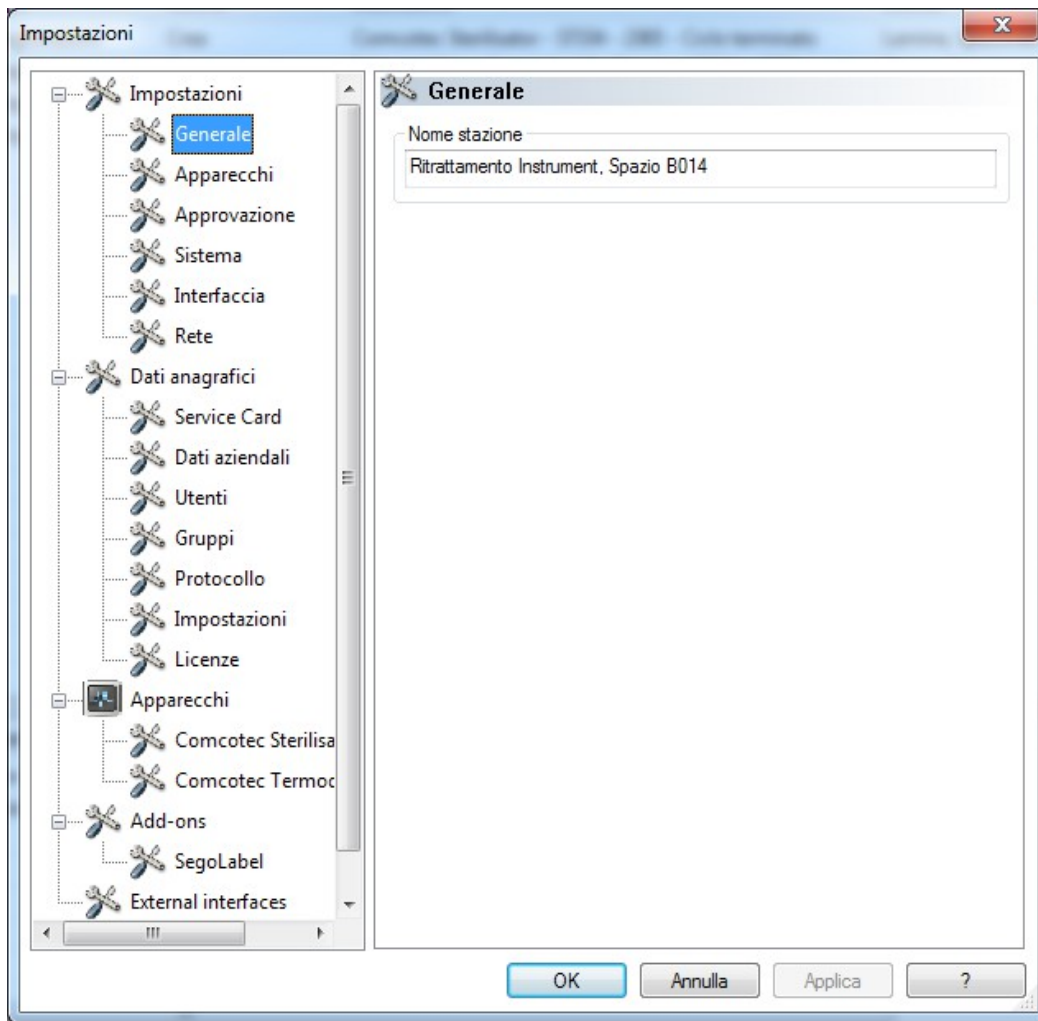 Impostazioni
Impostazioni
Generale
Apparecchi
Approvazione
Sistema
Interfaccia
Rete
Dati anagrafici
Service Card
Dati aziendali
Utenti
Gruppi
Protocollo
Impostazioni
Licenze
Apparecchi
Comcotec Sterilisa
Comcotec Termod
Add-ons
SegoLabel
External interfaces
Generale
Nome stazione
Ritrattamento Instrument, Spazio B014
OK
Annulla
Applica
?